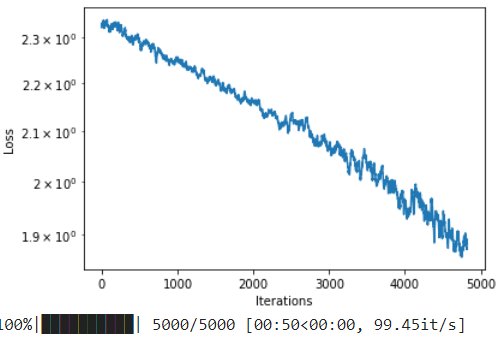 2.3 × 10⁰
2.2 × 10⁰
2.1 × 10⁰
2 × 10⁰
1.9 × 10⁰
Loss
0 1000 2000 3000 4000 5000
Iterations
00%| | 5000/5000 [00:50<00:00, 99.45it/s]